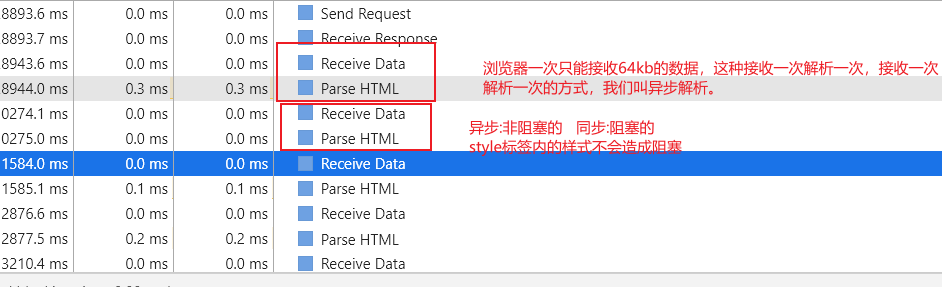 8893.6 ms 0.0 ms 0.0 ms Send Request
8893.7 ms 0.0 ms 0.0 ms Receive Response
8943.6 ms 0.0 ms 0.0 ms Receive Data
浏览器一次只能接收64kb的数据，这种接收一次解析一次，接收一次
8944.0 ms 0.3 ms 0.3 ms Parse HTML
解析一次的方式，我们叫异步解析。
0274.1 ms 0.0 ms 0.0 ms Receive Data
异步:非阻塞的 同步:阻塞的
0275.0 ms 0.0 ms 0.0 ms Parse HTML
style标签内的样式不会造成阻塞
1584.0 ms 0.0 ms 0.0 ms Receive Data
1585.1 ms 0.1 ms 0.1 ms Parse HTML
2876.6 ms 0.0 ms 0.0 ms Receive Data
2877.5 ms 0.2 ms 0.2 ms Parse HTML
3210.4 ms 0.0 ms 0.0 ms Receive Data